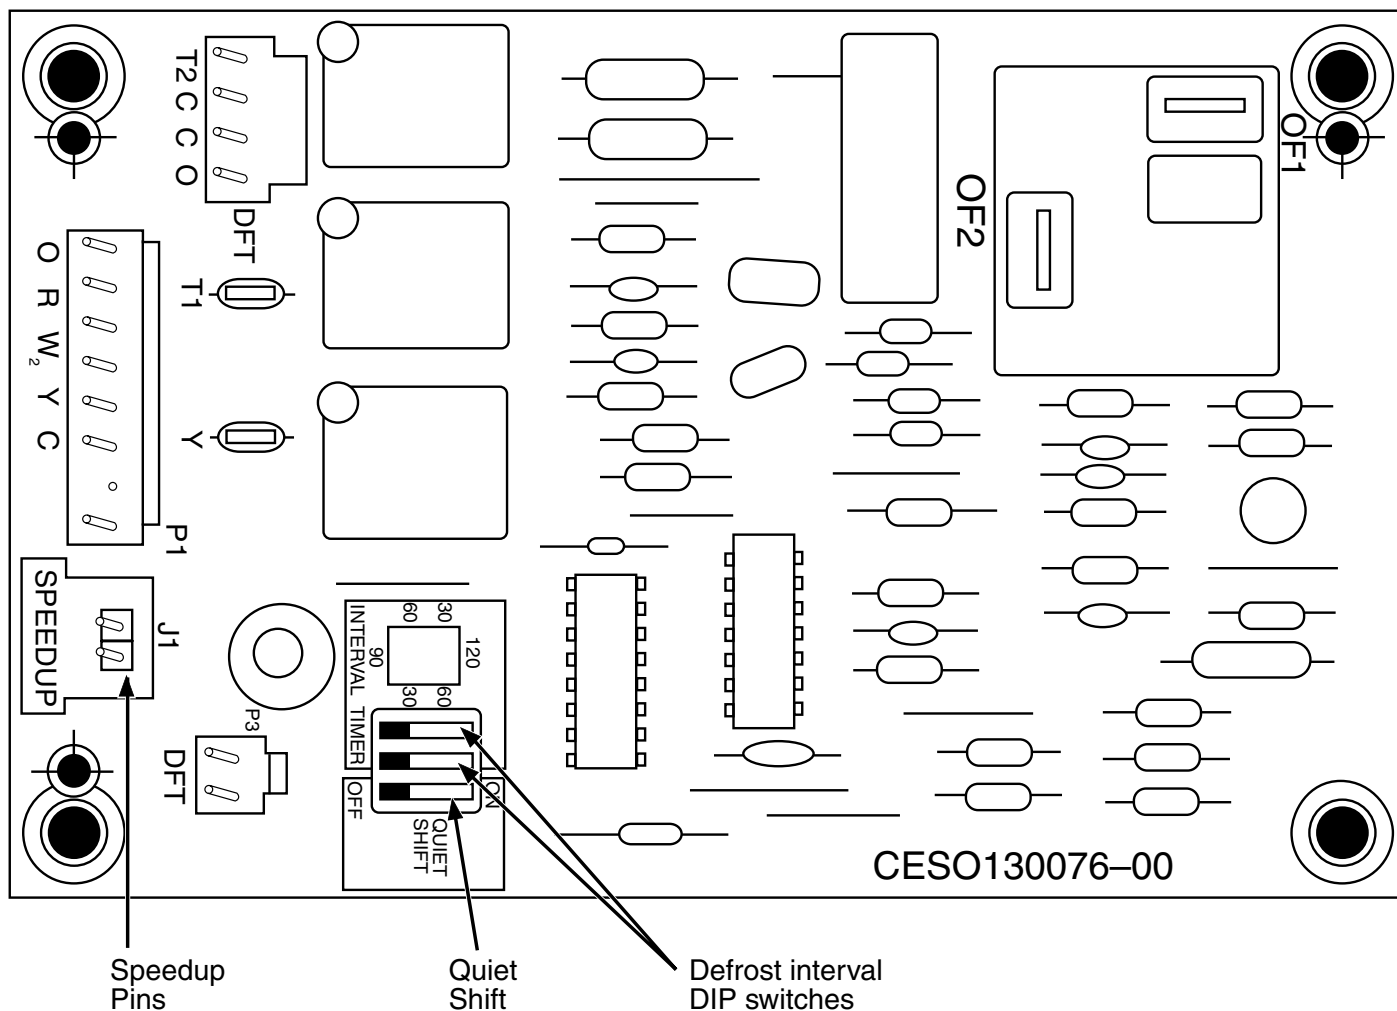 T2
C
C
O
DFT
T1
Y
O
R
W2
Y
C
P1
OF1
OF2
SPEEDUP
J1
P3
DFT
INTERVAL TIMER
60
30
120
90
30
60
OFF
ON
QUIET
SHIFT
CESO130076–00
Speedup
Pins
Quiet
Shift
Defrost interval
DIP switches